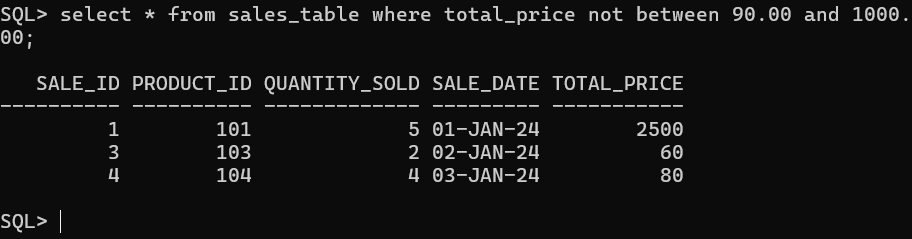 SQL> select * from sales_table where total_price not between 90.00 and 1000.
00;
SALE_ID PRODUCT_ID QUANTITY_SOLD SALE_DATE TOTAL_PRICE
---------- ---------- ------------- --------- -----------
1 101 5 01-JAN-24 2500
3 103 2 02-JAN-24 60
4 104 4 03-JAN-24 80
SQL>